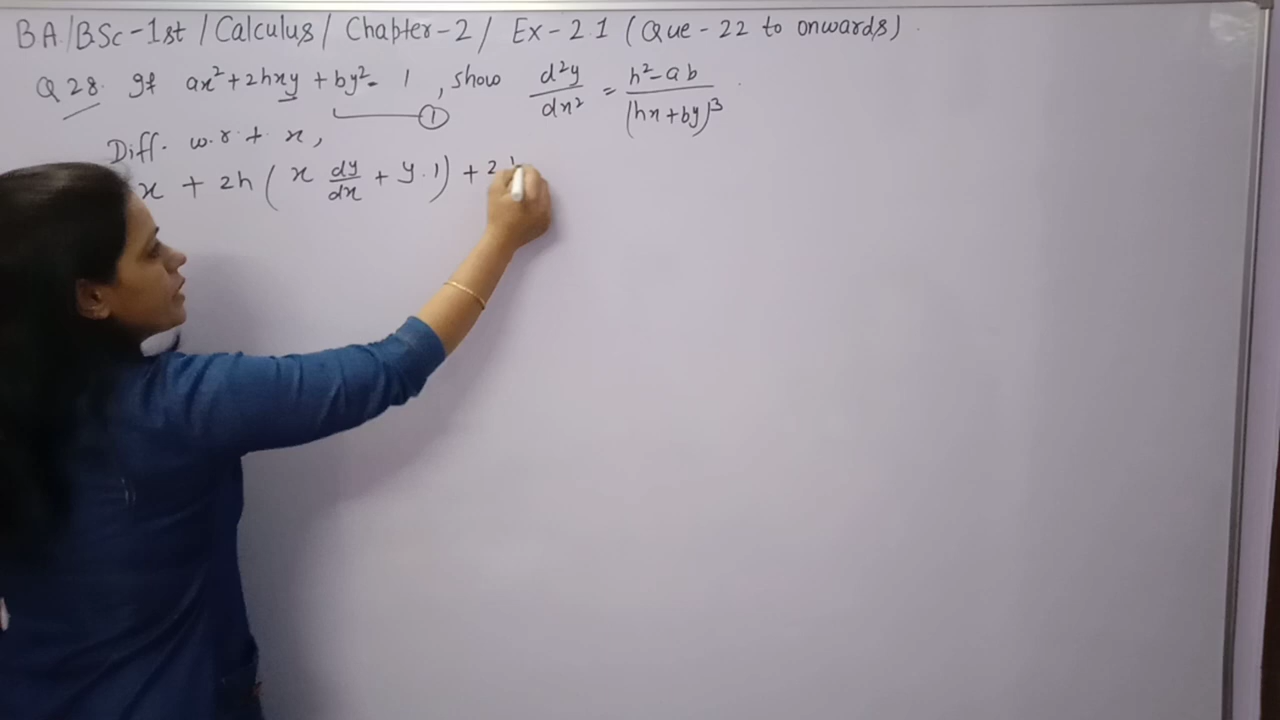 BA/BSc-1st / Calculus / Chapter-2 / Ex-2.1 (Que-22 to onwards).
Q 28. If ax²+2hxy+by²=1, show d²y/dx² = h²-ab/(hx+by)³
①
Diff. w.r.t x,
x + 2h ( x dy/dx + y.1) + 2